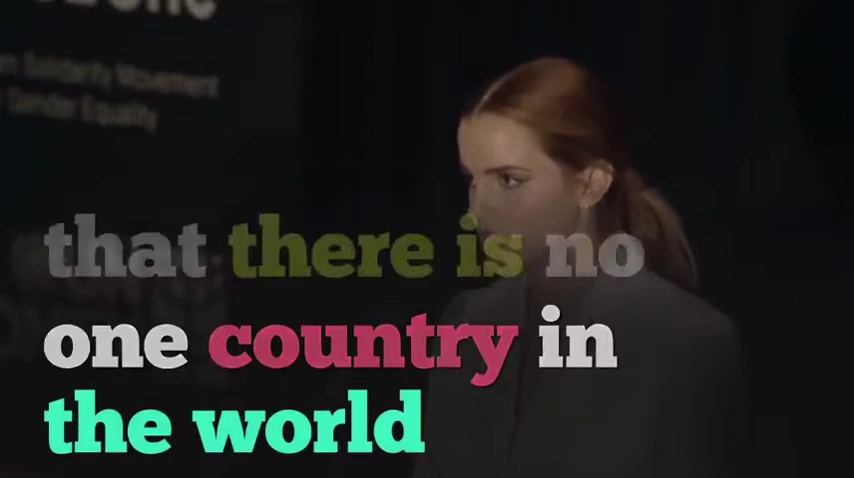 Solidarity Movement
Gender Equality
that there is no
one country in
the world